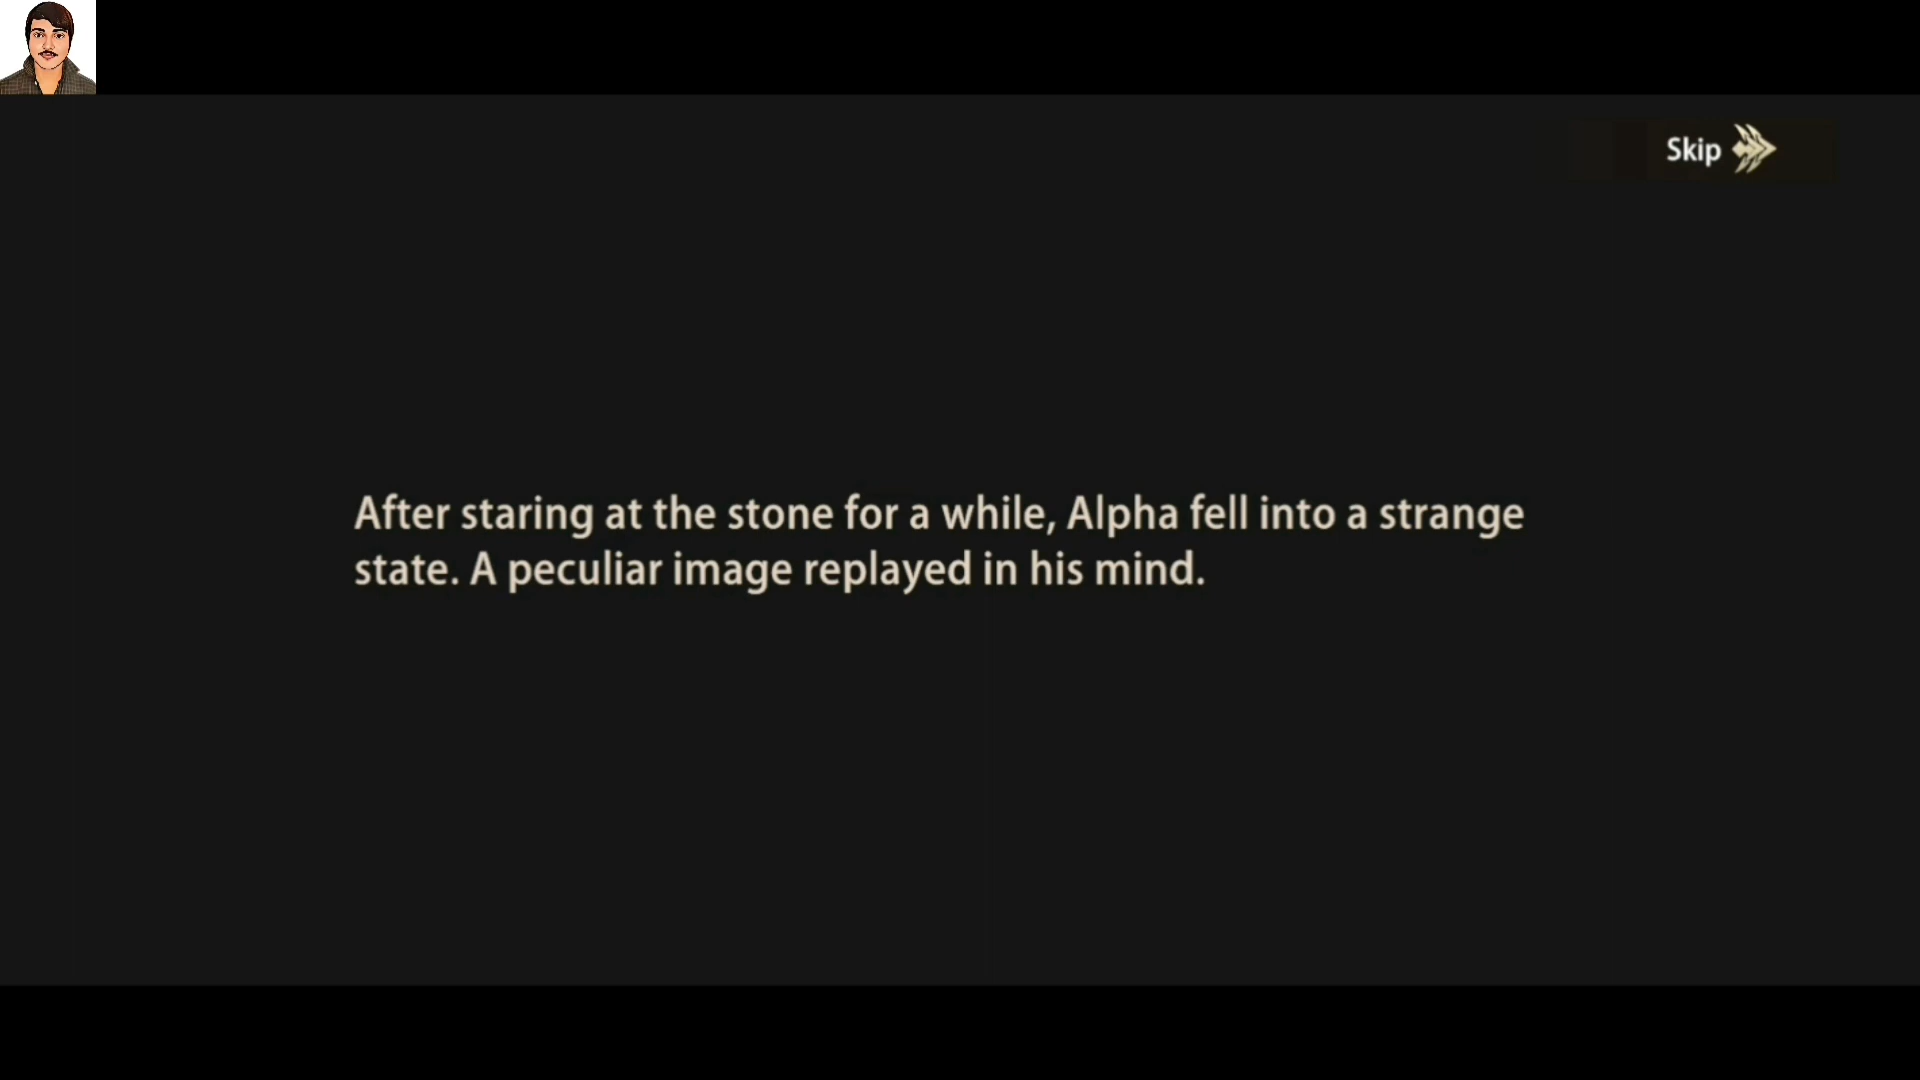 Skip
After staring at the stone for a while, Alpha fell into a strange
state. A peculiar image replayed in his mind.